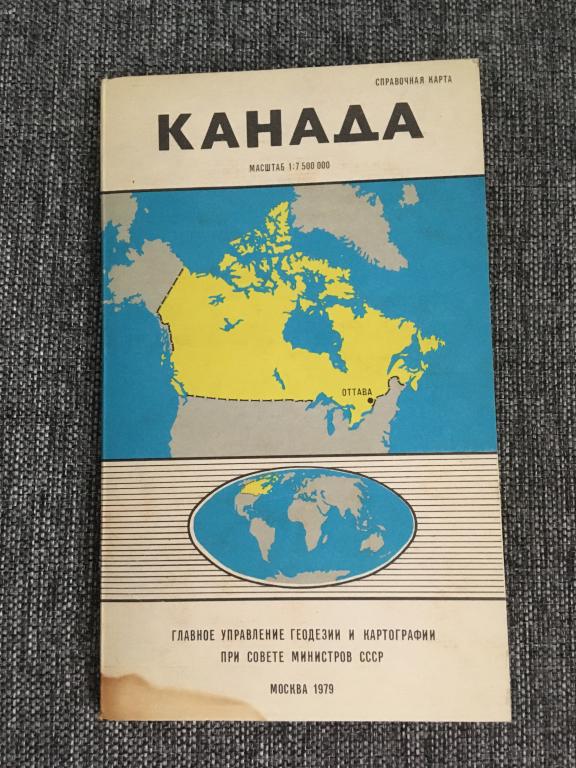 СПРАВОЧНАЯ КАРТА
КАНАДА
МАСШТАБ 1:7 500 000
ОТТАВА
ГЛАВНОЕ УПРАВЛЕНИЕ ГЕОДЕЗИИ И КАРТОГРАФИИ
ПРИ СОВЕТЕ МИНИСТРОВ СССР
МОСКВА 1979